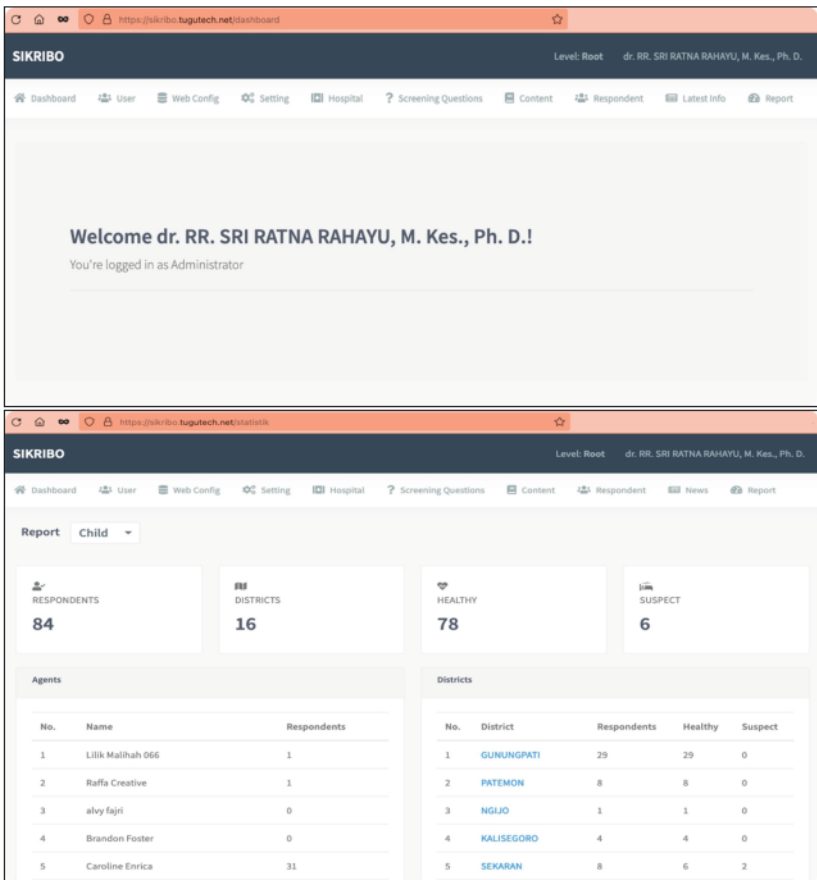 https://sikribo.tugutech.net/dashboard
SIKRIBO Level: Root dr. RR. SRI RATNA RAHAYU, M. Kes., Ph. D.
Dashboard User Web Config Setting Hospital Screening Questions Content Respondent Latest Info Report
Welcome dr. RR. SRI RATNA RAHAYU, M. Kes., Ph. D.!
You're logged in as Administrator
https://sikribo.tugutech.net/statistik
SIKRIBO Level: Root dr. RR. SRI RATNA RAHAYU, M. Kes., Ph. D.
Dashboard User Web Config Setting Hospital Screening Questions Content Respondent News Report
Report Child
RESPONDENTS DISTRICTS HEALTHY SUSPECT
84 16 78 6
Agents
No. Name Respondents
1 Lilik Malihah 066 1
2 Raffa Creative 1
3 alvy fajri 0
4 Brandon Foster 0
5 Caroline Enrica 31
Districts
No. District Respondents Healthy Suspect
1 GUNUNGPATI 29 29 0
2 PATEMON 8 8 0
3 NGIJO 1 1 0
4 KALISEGORO 4 4 0
5 SEKARAN 8 6 2